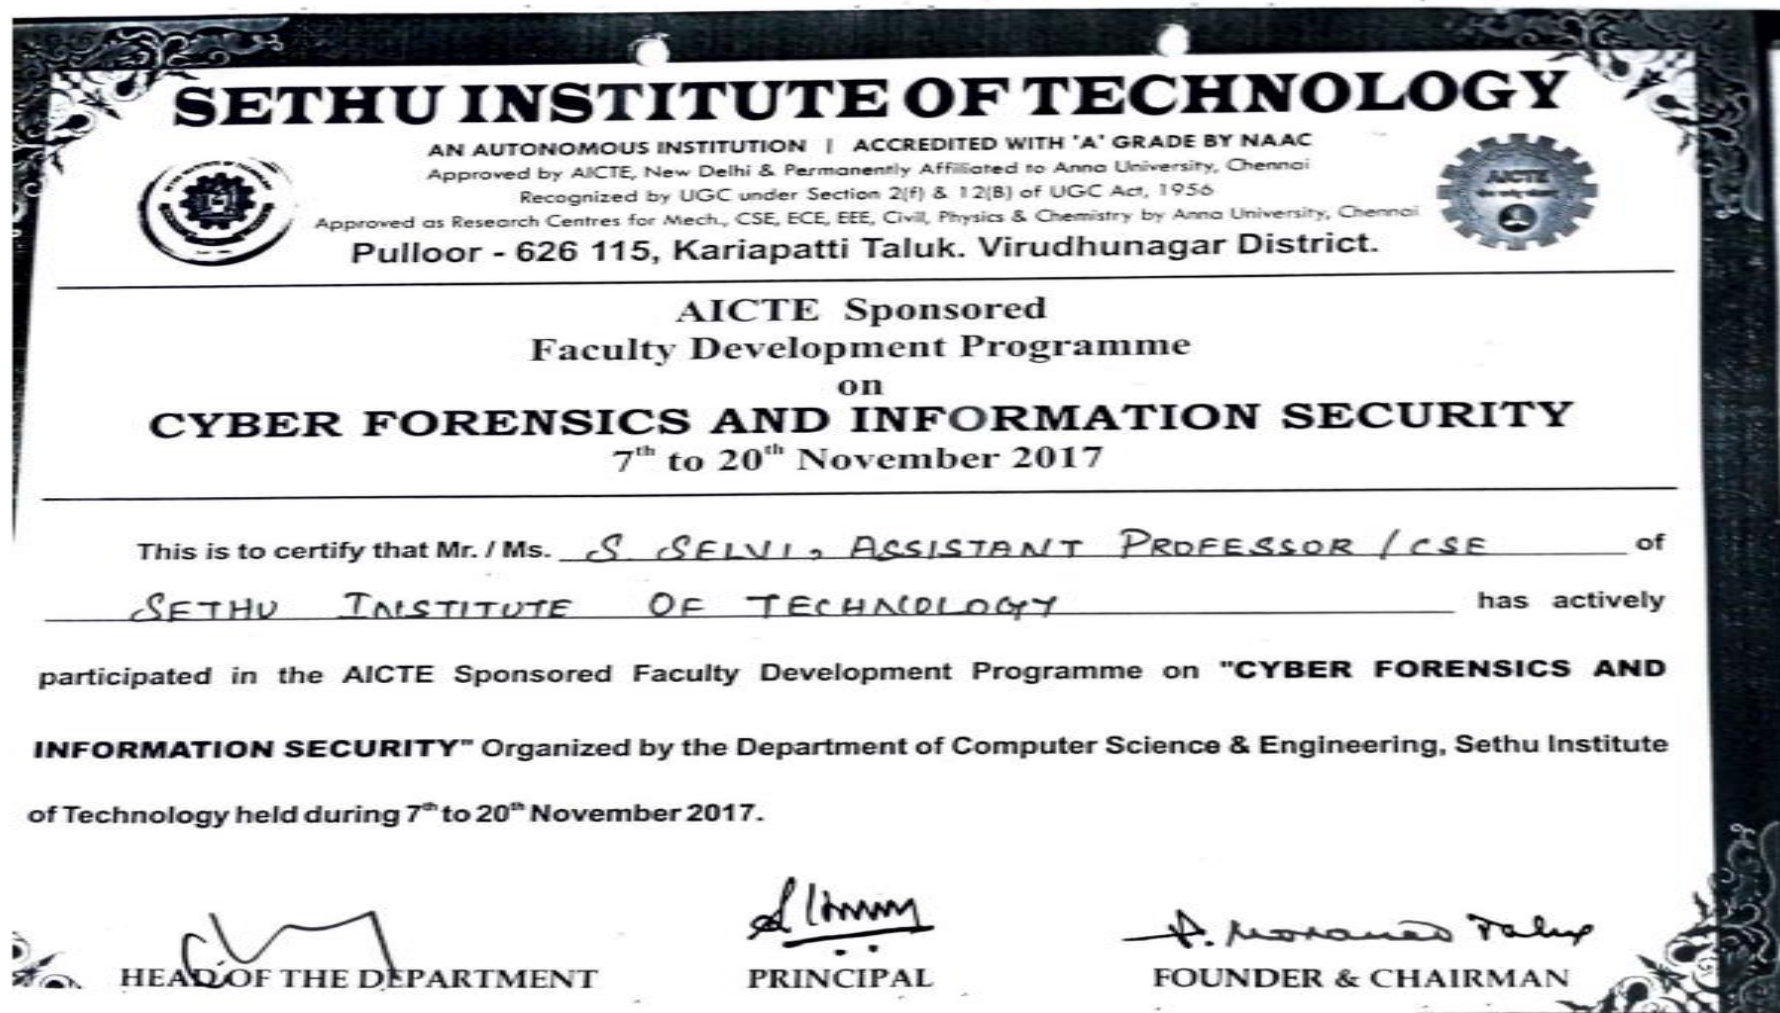 SETHU INSTITUTE OF TECHNOLOGY
AN AUTONOMOUS INSTITUTION | ACCREDITED WITH 'A' GRADE BY NAAC
Approved by AICTE, New Delhi & Permanently Affiliated to Anna University, Chennai
Recognized by UGC under Section 2(f) & 12(B) of UGC Act, 1956
Approved as Research Centres for Mech., CSE, ECE, EEE, Civil, Physics & Chemistry by Anna University, Chennai
Pulloor - 626 115, Kariapatti Taluk. Virudhunagar District.
AICTE
AICTE Sponsored
Faculty Development Programme
on
CYBER FORENSICS AND INFORMATION SECURITY
7th to 20th November 2017
This is to certify that Mr. / Ms. S. SELVI, ASSISTANT PROFESSOR / CSE of
SETHU INSTITUTE OF TECHNOLOGY has actively
participated in the AICTE Sponsored Faculty Development Programme on "CYBER FORENSICS AND
INFORMATION SECURITY" Organized by the Department of Computer Science & Engineering, Sethu Institute
of Technology held during 7th to 20th November 2017.
HEAD OF THE DEPARTMENT PRINCIPAL FOUNDER & CHAIRMAN